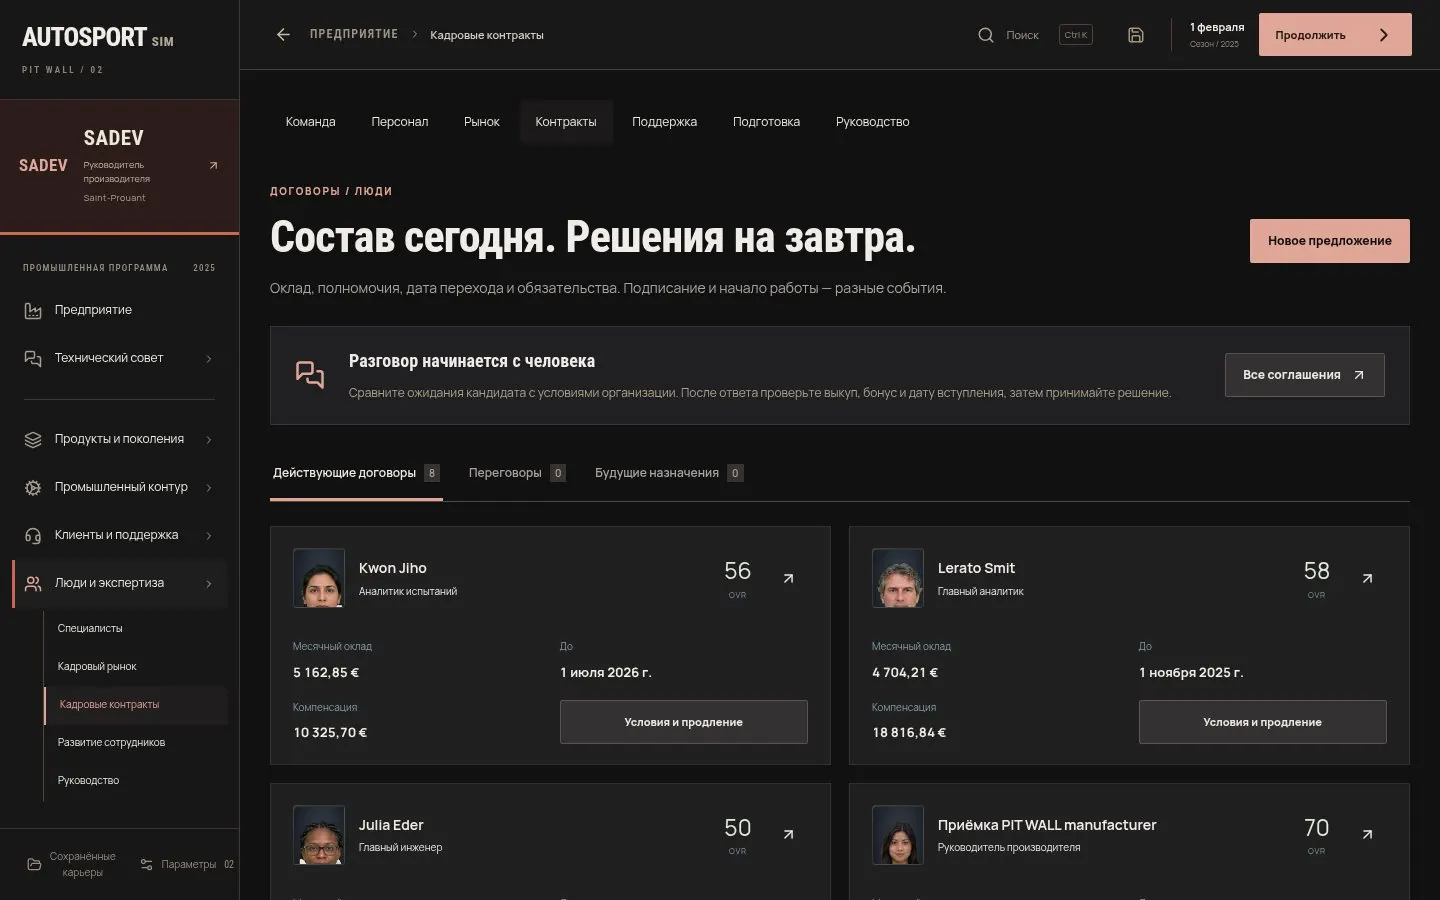 AUTOSPORT SIM
PIT WALL / 02
SADEV
SADEV
Руководитель
производителя
Saint-Prouant
ПРОМЫШЛЕННАЯ ПРОГРАММА 2025
Предприятие
Технический совет
Продукты и поколения
Промышленный контур
Клиенты и поддержка
Люди и экспертиза
Специалисты
Кадровый рынок
Кадровые контракты
Развитие сотрудников
Руководство
Сохранённые
карьеры
Параметры 02
ПРЕДПРИЯТИЕ
Кадровые контракты
Поиск
Ctrl K
1 февраля
Сезон / 2025
Продолжить
Команда
Персонал
Рынок
Контракты
Поддержка
Подготовка
Руководство
ДОГОВОРЫ / ЛЮДИ
Состав сегодня. Решения на завтра.
Новое предложение
Оклад, полномочия, дата перехода и обязательства. Подписание и начало работы — разные события.
Разговор начинается с человека
Сравните ожидания кандидата с условиями организации. После ответа проверьте выкуп, бонус и дату вступления, затем принимайте решение.
Все соглашения
Действующие договоры 8
Переговоры 0
Будущие назначения 0
Kwon Jiho
Аналитик испытаний
56
OVR
Месячный оклад
До
5 162,85 €
1 июля 2026 г.
Компенсация
10 325,70 €
Условия и продление
Lerato Smit
Главный аналитик
58
OVR
Месячный оклад
До
4 704,21 €
1 ноября 2025 г.
Компенсация
18 816,84 €
Условия и продление
Julia Eder
Главный инженер
50
OVR
Приёмка PIT WALL manufacturer
Руководитель производителя
70
OVR